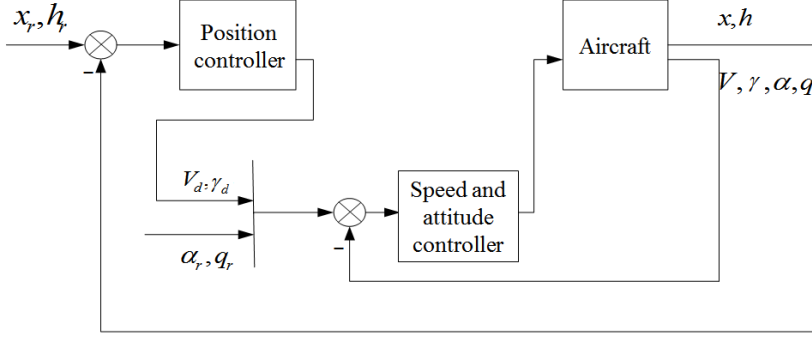 x_r, h_r
Position
controller
Aircraft
x, h
V, γ, α, q
−
V_d, γ_d
Speed and
attitude
controller
−
α_r, q_r